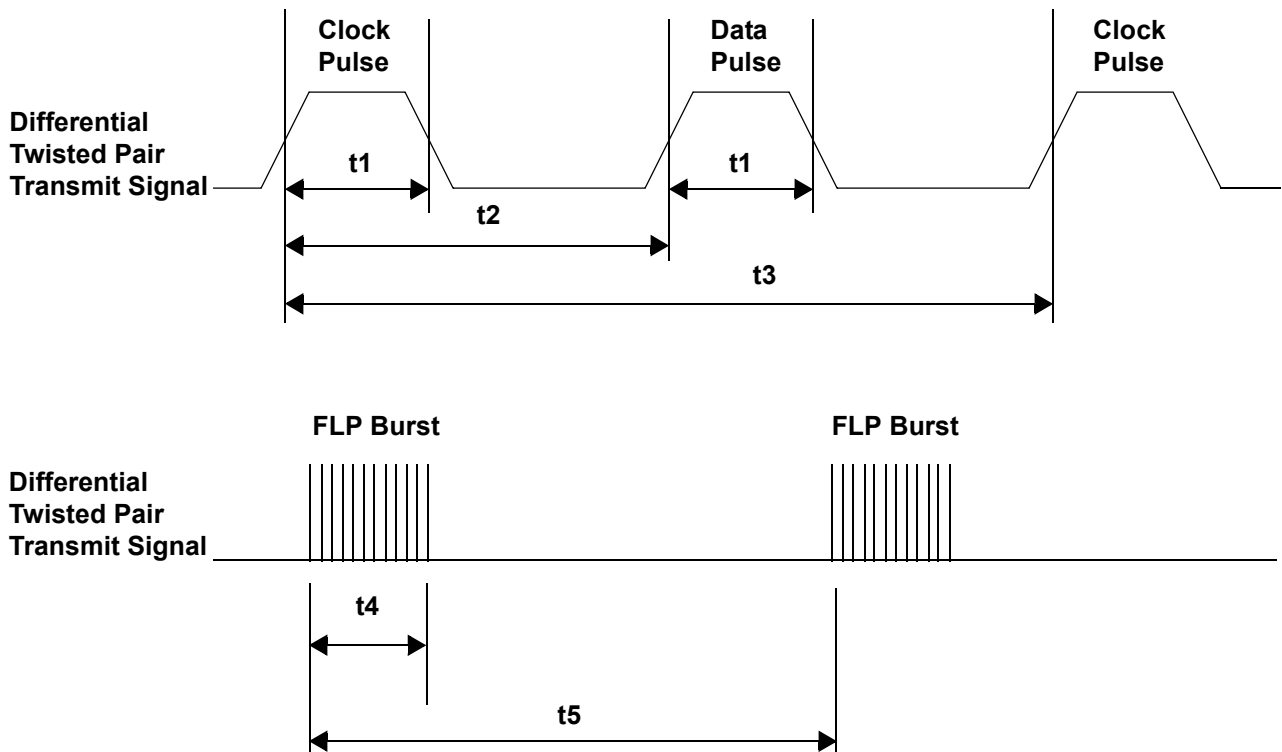 Clock
Pulse
Data
Pulse
Clock
Pulse
Differential
Twisted Pair
Transmit Signal
t1
t1
t2
t3
FLP Burst
FLP Burst
Differential
Twisted Pair
Transmit Signal
t4
t5